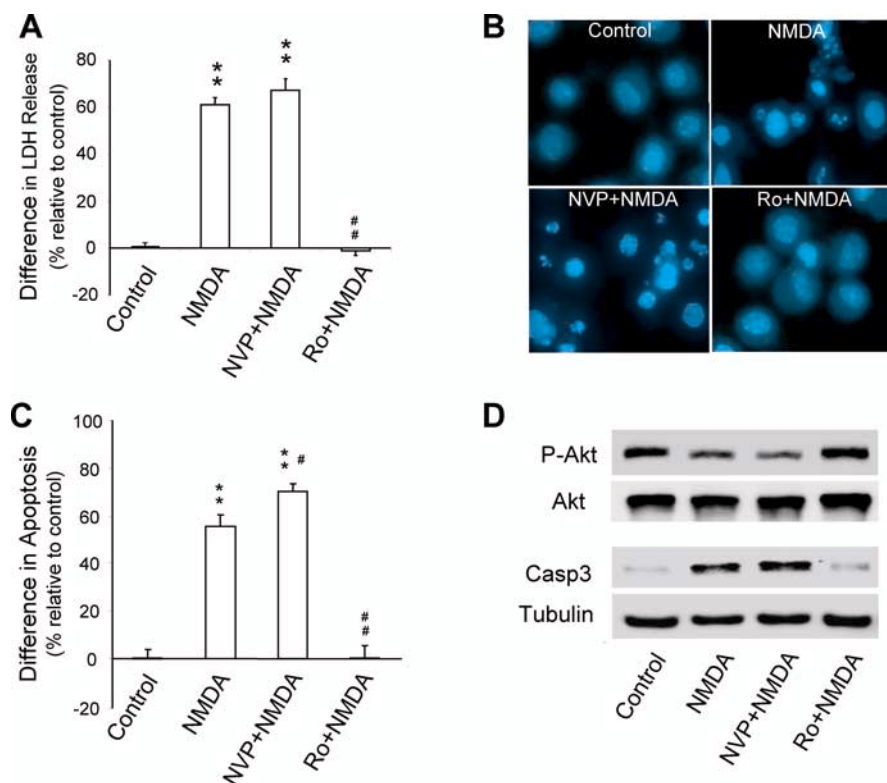 A
Difference in LDH Release
(% relative to control)
80
60
40
20
0
-20
**
**
##
Control
NMDA
NVP+NMDA
Ro+NMDA
B
Control
NMDA
NVP+NMDA
Ro+NMDA
C
Difference in Apoptosis
(% relative to control)
100
80
60
40
20
0
-20
**
** #
##
Control
NMDA
NVP+NMDA
Ro+NMDA
D
P-Akt
Akt
Casp3
Tubulin
Control
NMDA
NVP+NMDA
Ro+NMDA